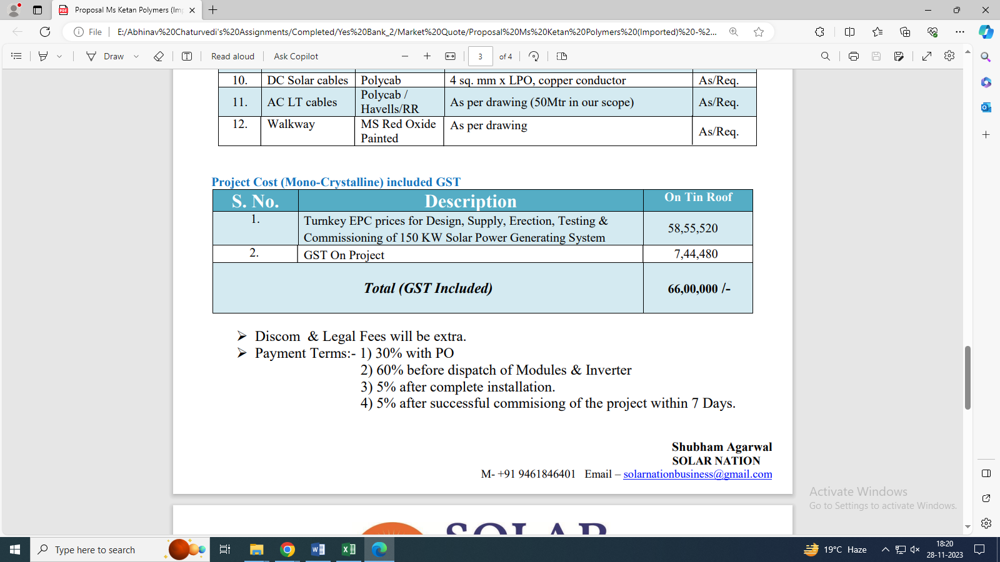 Proposal Ms Ketan Polymers (Im
File
E:/Abhinav%20Chaturvedi's%20Assignments/Completed/Yes%20Bank_2/Market%20Quote/Proposal%20Ms%20Ketan%20Polymers%20(Imported)%20-%2...
Draw
Read aloud
Ask Copilot
3 of 4
10. DC Solar cables Polycab 4 sq. mm x LPO, copper conductor As/Req.
11. AC LT cables Polycab / Havells/RR As per drawing (50Mtr in our scope) As/Req.
12. Walkway MS Red Oxide Painted As per drawing As/Req.
Project Cost (Mono-Crystalline) included GST
S. No. Description On Tin Roof
1. Turnkey EPC prices for Design, Supply, Erection, Testing &
Commissioning of 150 KW Solar Power Generating System 58,55,520
2. GST On Project 7,44,480
Total (GST Included) 66,00,000 /-
➢ Discom & Legal Fees will be extra.
➢ Payment Terms:- 1) 30% with PO
2) 60% before dispatch of Modules & Inverter
3) 5% after complete installation.
4) 5% after successful commisiong of the project within 7 Days.
Shubham Agarwal
SOLAR NATION
M- +91 9461846401 Email – solarnationbusiness@gmail.com
Activate Windows
Go to Settings to activate Windows.
SOLAR
Type here to search
19°C Haze
18:20
28-11-2023